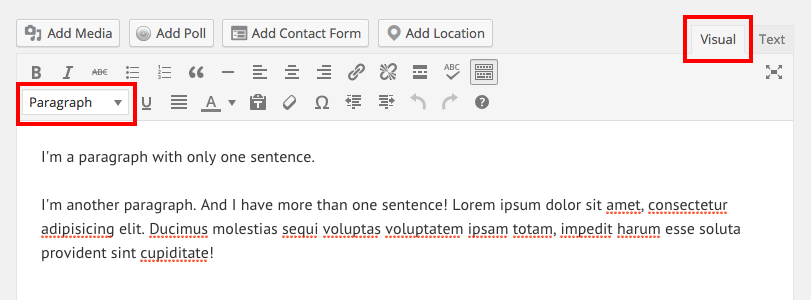 Add Media Add Poll Add Contact Form Add Location Visual Text
B I ABC ABC
Paragraph U A Ω ?
I'm a paragraph with only one sentence.
I'm another paragraph. And I have more than one sentence! Lorem ipsum dolor sit amet, consectetur
adipisicing elit. Ducimus molestias sequi voluptas voluptatem ipsam totam, impedit harum esse soluta
provident sint cupiditate!